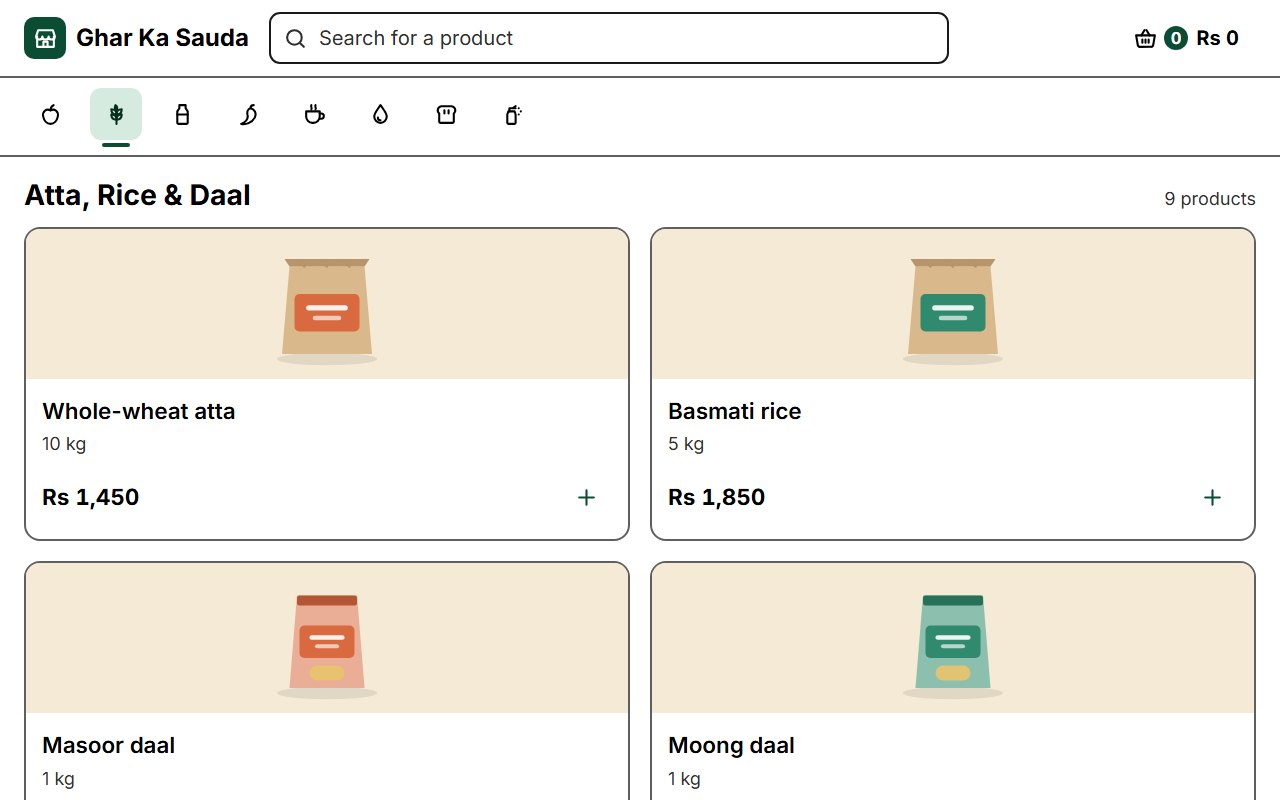 Ghar Ka Sauda
Search for a product
0 Rs 0
Atta, Rice & Daal
9 products
Whole-wheat atta
10 kg
Rs 1,450
Basmati rice
5 kg
Rs 1,850
Masoor daal
1 kg
Moong daal
1 kg